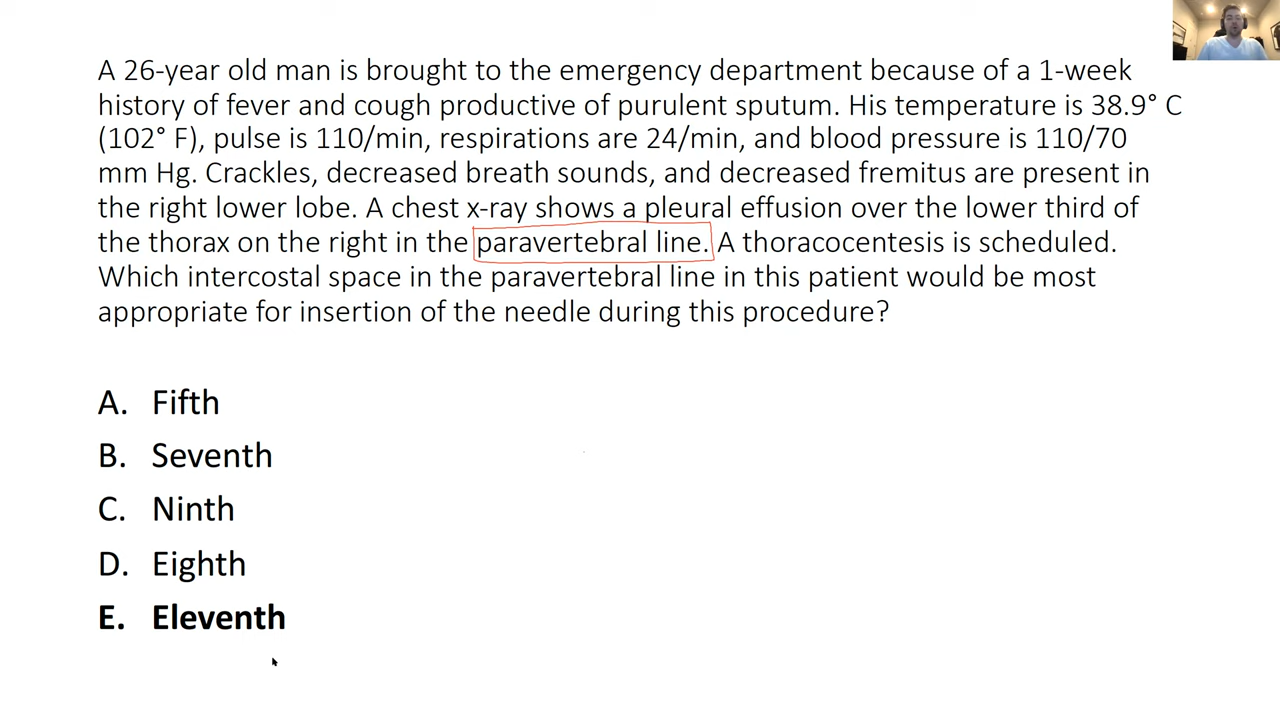 A 26-year old man is brought to the emergency department because of a 1-week
history of fever and cough productive of purulent sputum. His temperature is 38.9° C
(102° F), pulse is 110/min, respirations are 24/min, and blood pressure is 110/70
mm Hg. Crackles, decreased breath sounds, and decreased fremitus are present in
the right lower lobe. A chest x-ray shows a pleural effusion over the lower third of
the thorax on the right in the paravertebral line. A thoracocentesis is scheduled.
Which intercostal space in the paravertebral line in this patient would be most
appropriate for insertion of the needle during this procedure?
A. Fifth
B. Seventh
C. Ninth
D. Eighth
E. Eleventh